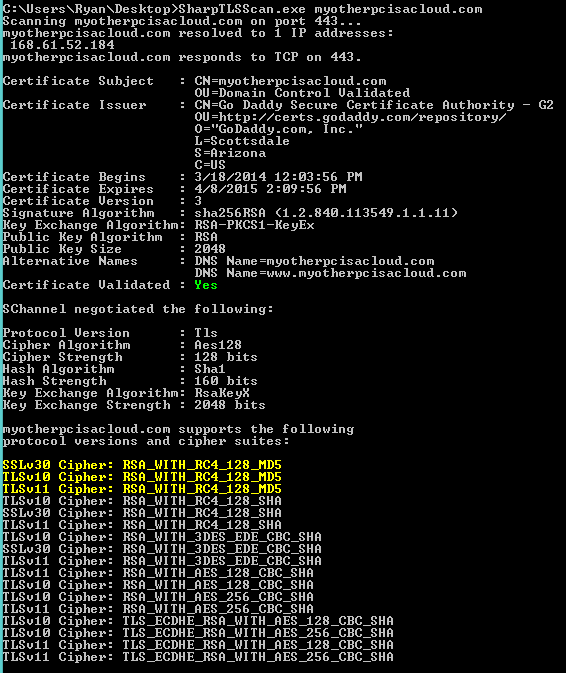 C:\Users\Ryan\Desktop>SharpTLSScan.exe myotherpcisacloud.com
Scanning myotherpcisacloud.com on port 443...
myotherpcisacloud.com resolved to 1 IP addresses:
 168.61.52.184
myotherpcisacloud.com responds to TCP on 443.
Certificate Subject   : CN=myotherpcisacloud.com
                        OU=Domain Control Validated
Certificate Issuer    : CN=Go Daddy Secure Certificate Authority - G2
                        OU=http://certs.godaddy.com/repository/
                        O="GoDaddy.com, Inc."
                        L=Scottsdale
                        S=Arizona
                        C=US
Certificate Begins    : 3/18/2014 12:03:56 PM
Certificate Expires   : 4/8/2015 2:09:56 PM
Certificate Version   : 3
Signature Algorithm   : sha256RSA (1.2.840.113549.1.1.11)
Key Exchange Algorithm: RSA-PKCS1-KeyEx
Public Key Algorithm  : RSA
Public Key Size       : 2048
Alternative Names     : DNS Name=myotherpcisacloud.com
                        DNS Name=www.myotherpcisacloud.com
Certificate Validated : Yes
SChannel negotiated the following:
Protocol Version      : Tls
Cipher Algorithm      : Aes128
Cipher Strength       : 128 bits
Hash Algorithm        : Sha1
Hash Strength         : 160 bits
Key Exchange Algorithm: RsaKeyX
Key Exchange Strength : 2048 bits
myotherpcisacloud.com supports the following
protocol versions and cipher suites:
SSLv30 Cipher: RSA_WITH_RC4_128_MD5
TLSv10 Cipher: RSA_WITH_RC4_128_MD5
TLSv11 Cipher: RSA_WITH_RC4_128_MD5
TLSv10 Cipher: RSA_WITH_RC4_128_SHA
SSLv30 Cipher: RSA_WITH_RC4_128_SHA
TLSv11 Cipher: RSA_WITH_RC4_128_SHA
TLSv10 Cipher: RSA_WITH_3DES_EDE_CBC_SHA
SSLv30 Cipher: RSA_WITH_3DES_EDE_CBC_SHA
TLSv11 Cipher: RSA_WITH_3DES_EDE_CBC_SHA
TLSv11 Cipher: RSA_WITH_AES_128_CBC_SHA
TLSv10 Cipher: RSA_WITH_AES_128_CBC_SHA
TLSv10 Cipher: RSA_WITH_AES_256_CBC_SHA
TLSv11 Cipher: RSA_WITH_AES_256_CBC_SHA
TLSv10 Cipher: TLS_ECDHE_RSA_WITH_AES_128_CBC_SHA
TLSv10 Cipher: TLS_ECDHE_RSA_WITH_AES_256_CBC_SHA
TLSv11 Cipher: TLS_ECDHE_RSA_WITH_AES_128_CBC_SHA
TLSv11 Cipher: TLS_ECDHE_RSA_WITH_AES_256_CBC_SHA